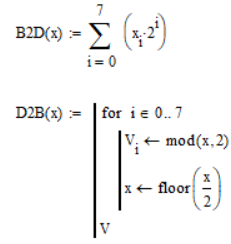 B2D(x) := 7 ∑ i = 0 (x_i·2^i)
D2B(x) := for i ∈ 0 .. 7
V_i ← mod(x,2)
x ← floor(x/2)
V